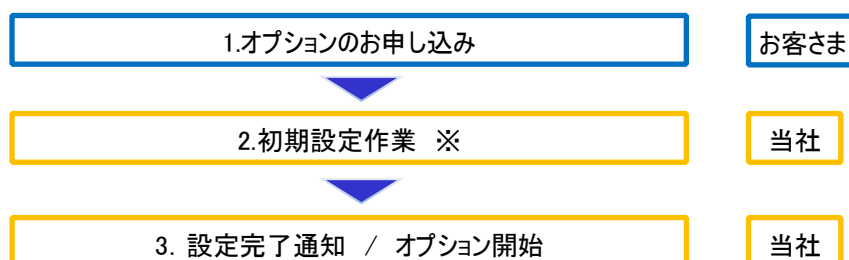 1.オプションのお申し込み お客さま
2.初期設定作業 ※ 当社
3. 設定完了通知 / オプション開始 当社